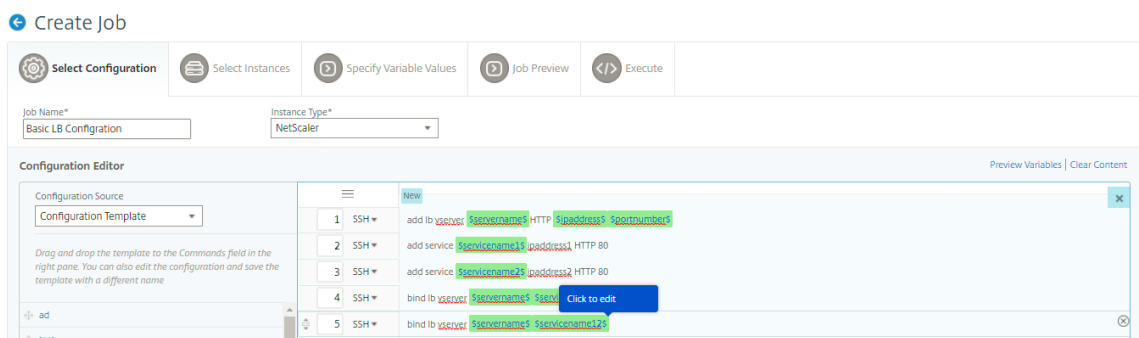 Create Job
Select Configuration
Select Instances
Specify Variable Values
Job Preview
Execute
Job Name*
Instance Type*
Basic LB Configration
NetScaler
Configuration Editor
Preview Variables | Clear Content
Configuration Source
Configuration Template
Drag and drop the template to the Commands field in the
right pane. You can also edit the configuration and save the
template with a different name
ad
New
1 SSH add lb vserver $servername$ HTTP $ipaddress$ $portnumber$
2 SSH add service $servicename1$ ipaddress1 HTTP 80
3 SSH add service $servicename2$ ipaddress2 HTTP 80
4 SSH bind lb vserver $servername$
Click to edit
5 SSH bind lb vserver $servername$ $servicename12$